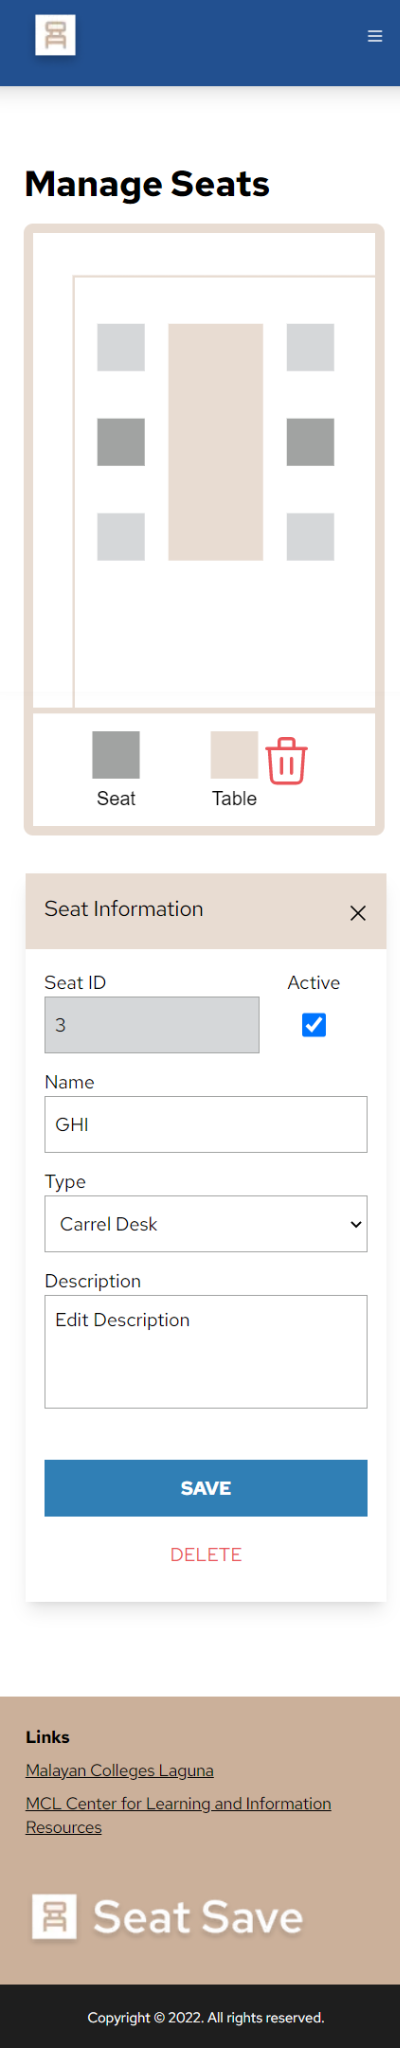 Manage Seats
Seat
Table
Seat Information
Seat ID
Active
3
Name
GHI
Type
Carrel Desk
Description
Edit Description
SAVE
DELETE
Links
Malayan Colleges Laguna
MCL Center for Learning and Information
Resources
Seat Save
Copyright © 2022. All rights reserved.